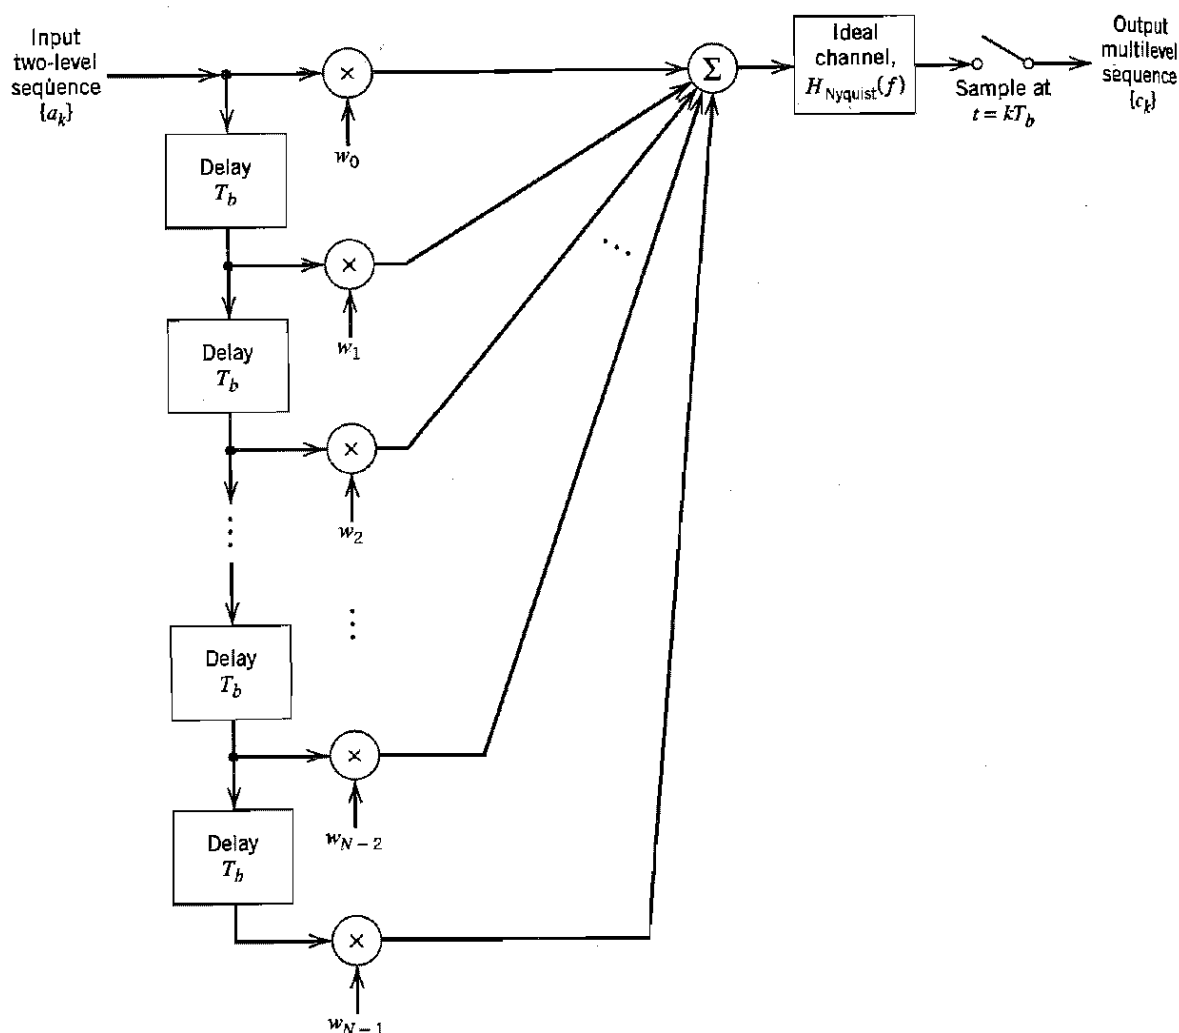 Input
two-level
sequence
{a_k}
×
w_0
Σ
Ideal
channel,
H_Nyquist(f)
Sample at
t = kT_b
Output
multilevel
sequence
{c_k}
Delay
T_b
×
w_1
Delay
T_b
×
w_2
Delay
T_b
×
w_{N-2}
Delay
T_b
×
w_{N-1}